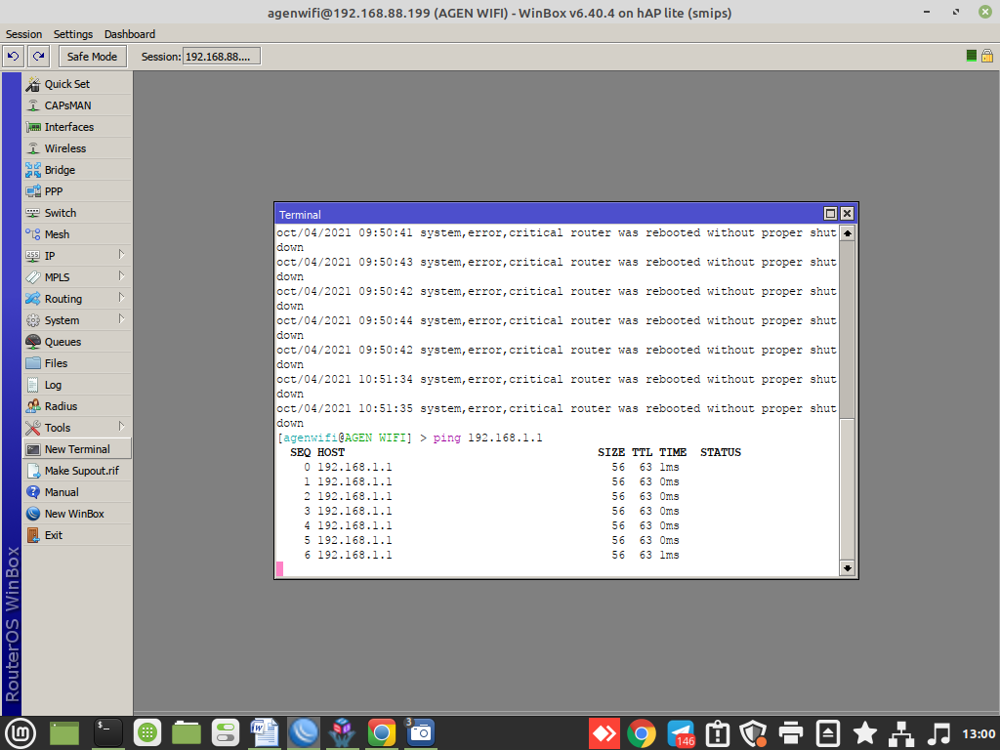 agenwifi@192.168.88.199 (AGEN WIFI) - WinBox v6.40.4 on hAP lite (smips)
Session Settings Dashboard
Safe Mode Session: 192.168.88....
Quick Set
CAPsMAN
Interfaces
Wireless
Bridge
PPP
Switch
Mesh
IP
MPLS
Routing
System
Queues
Files
Log
Radius
Tools
New Terminal
Make Supout.rif
Manual
New WinBox
Exit
RouterOS WinBox
Terminal
oct/04/2021 09:50:41 system,error,critical router was rebooted without proper shut
down
oct/04/2021 09:50:43 system,error,critical router was rebooted without proper shut
down
oct/04/2021 09:50:42 system,error,critical router was rebooted without proper shut
down
oct/04/2021 09:50:44 system,error,critical router was rebooted without proper shut
down
oct/04/2021 09:50:42 system,error,critical router was rebooted without proper shut
down
oct/04/2021 10:51:34 system,error,critical router was rebooted without proper shut
down
oct/04/2021 10:51:35 system,error,critical router was rebooted without proper shut
down
[agenwifi@AGEN WIFI] > ping 192.168.1.1
SEQ HOST SIZE TTL TIME STATUS
0 192.168.1.1 56 63 1ms
1 192.168.1.1 56 63 0ms
2 192.168.1.1 56 63 0ms
3 192.168.1.1 56 63 0ms
4 192.168.1.1 56 63 0ms
5 192.168.1.1 56 63 0ms
6 192.168.1.1 56 63 1ms
3
146
13:00